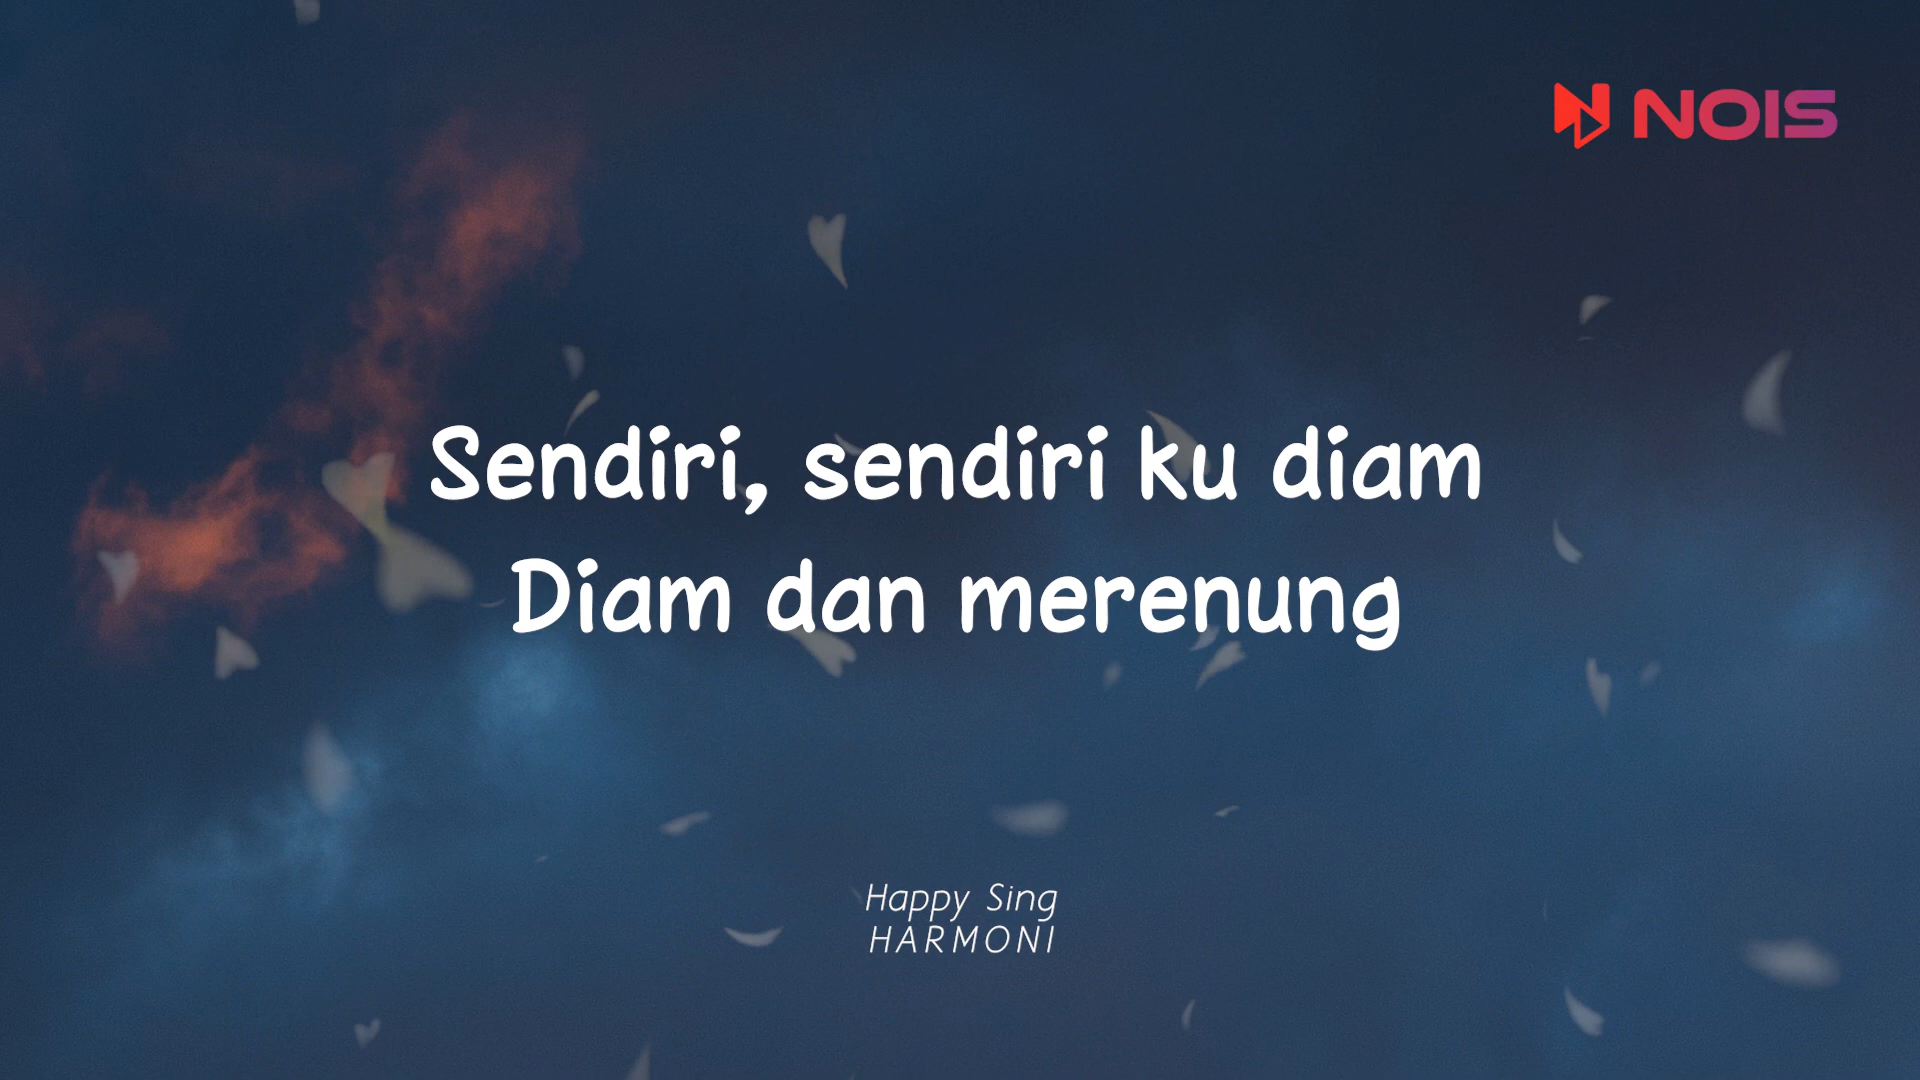 NOIS
Sendiri, sendiri ku diam
Diam dan merenung
Happy Sing
HARMONI